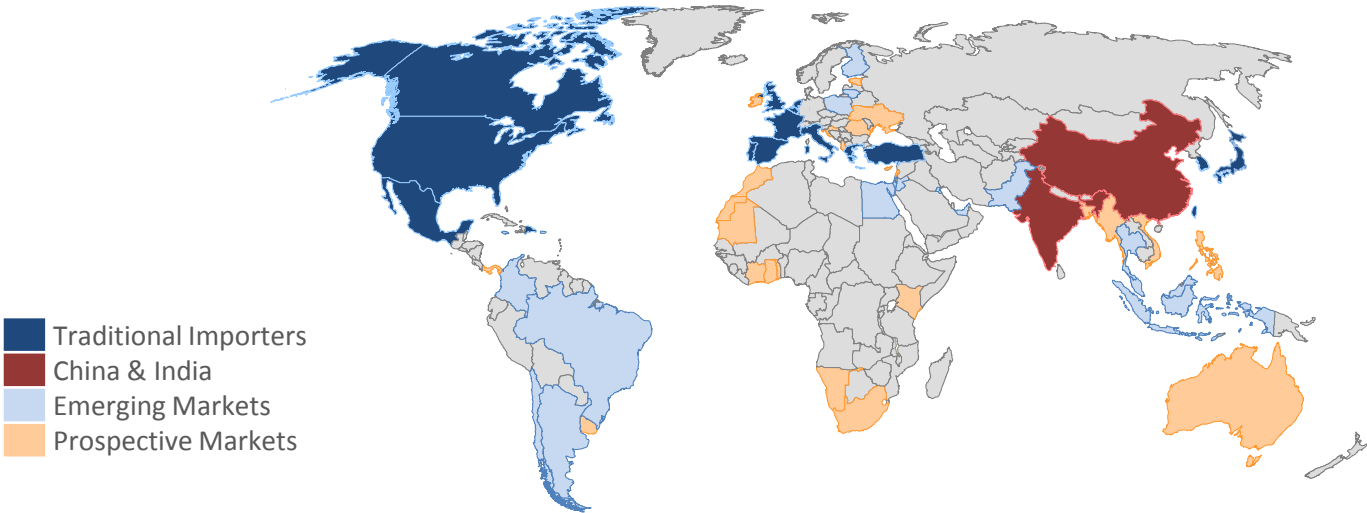 Traditional Importers
China & India
Emerging Markets
Prospective Markets